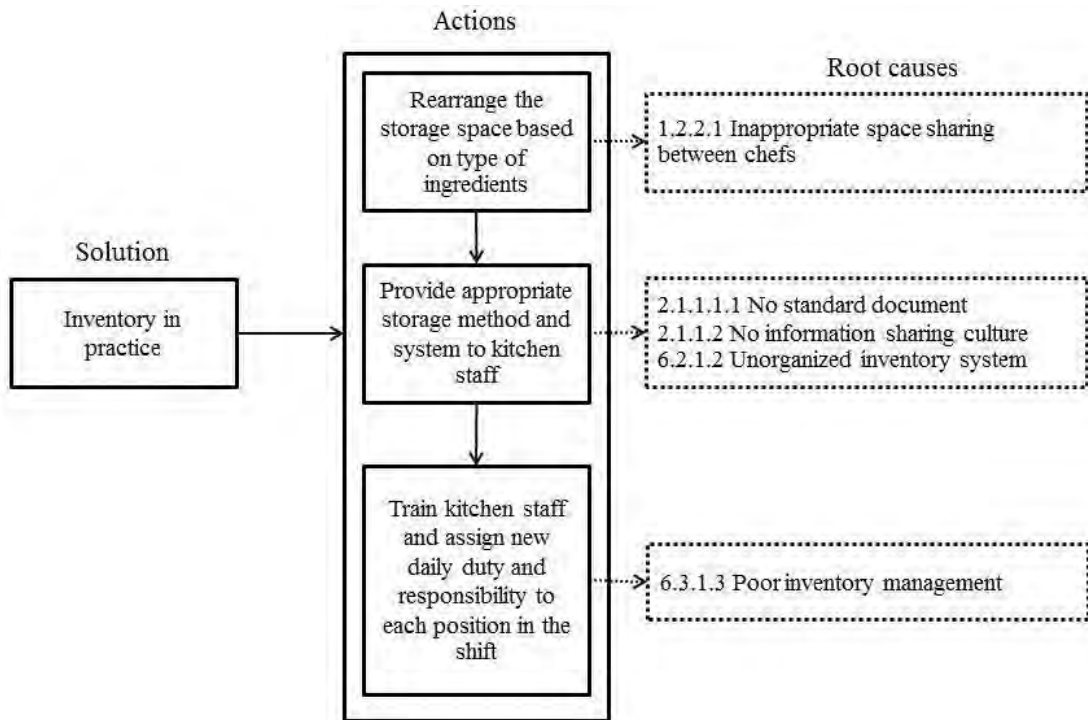 Actions
Root causes
Rearrange the
storage space based
on type of
ingredients
1.2.2.1 Inappropriate space sharing
between chefs
Solution
Inventory in
practice
Provide appropriate
storage method and
system to kitchen
staff
2.1.1.1.1 No standard document
2.1.1.2 No information sharing culture
6.2.1.2 Unorganized inventory system
Train kitchen staff
and assign new
daily duty and
responsibility to
each position in the
shift
6.3.1.3 Poor inventory management